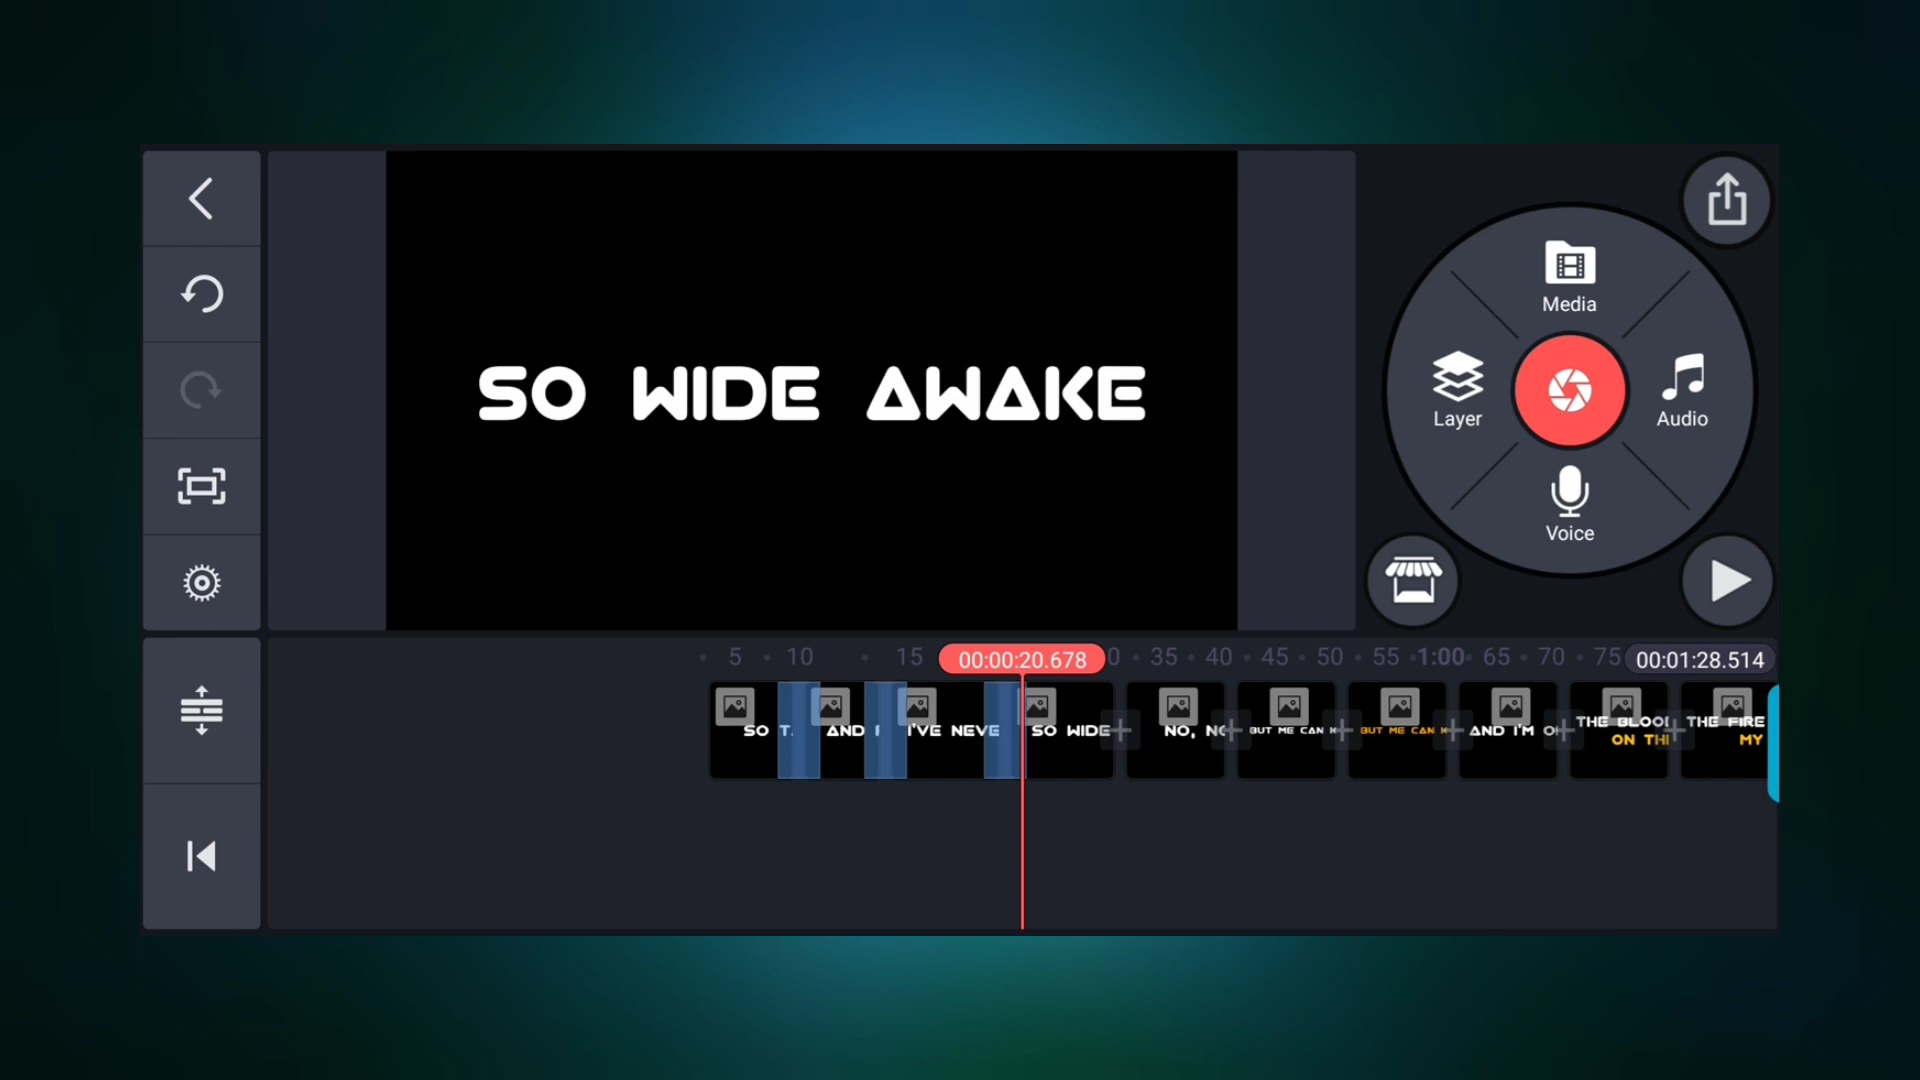 SO WIDE AWAKE
Media
Layer
Audio
Voice
5 10 15 00:00:20.678 0 35 40 45 50 55 1:00 65 70 75 00:01:28.514
SO T. AND I'VE NEVE SO WIDE NO, NO BUT ME CAN BUT ME CAN AND I'M THE BLOO THE FIRE
ON THI MY